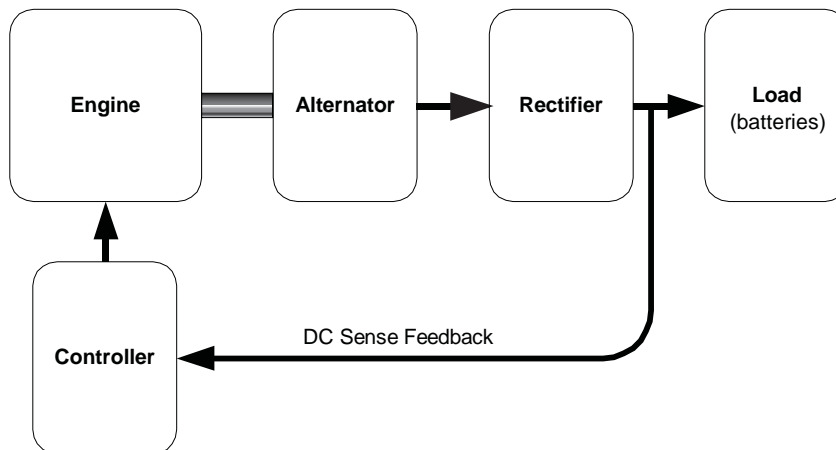 Engine
Alternator
Rectifier
Load
(batteries)
DC Sense Feedback
Controller